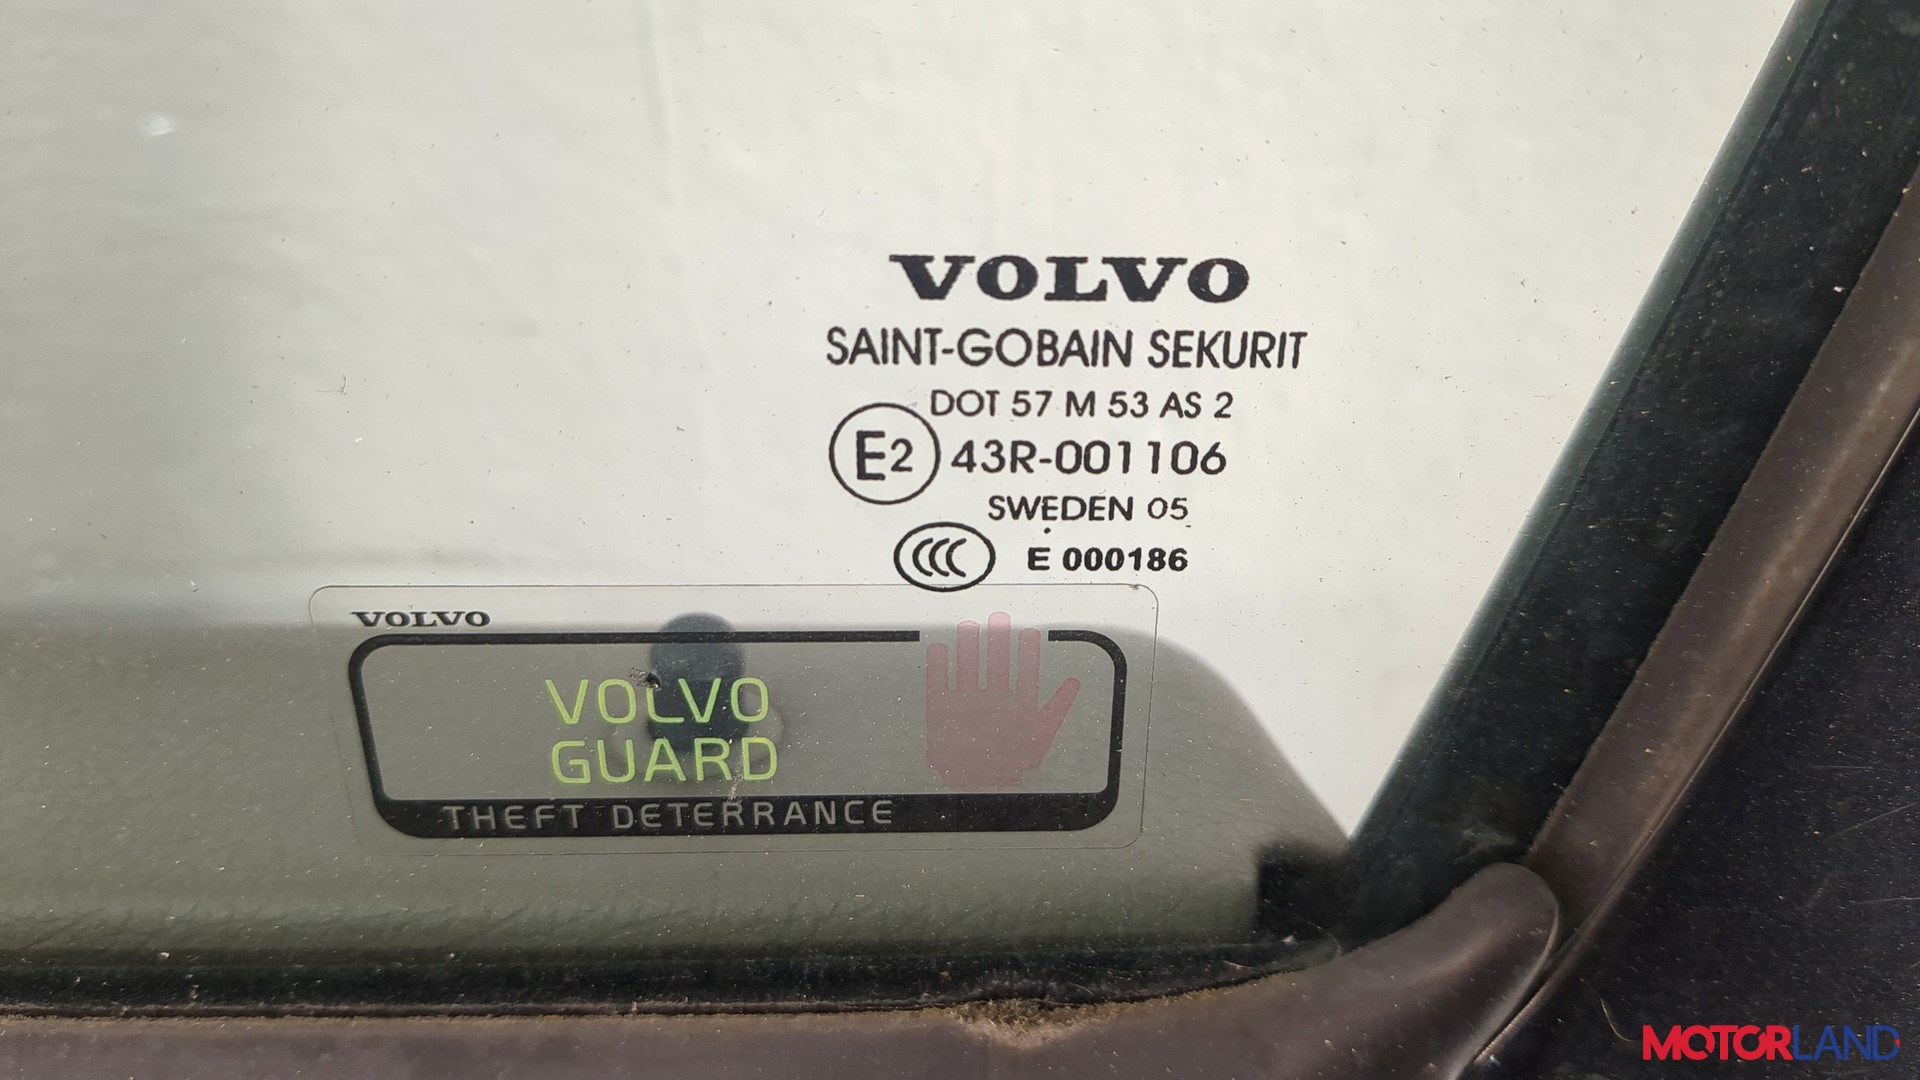 VOLVO
SAINT-GOBAIN SEKURIT
DOT 57 M 53 AS 2
E2 43R-001106
SWEDEN 05
CCC E 000186
VOLVO
VOLVO
GUARD
THEFT DETERRANCE
MOTORLAND